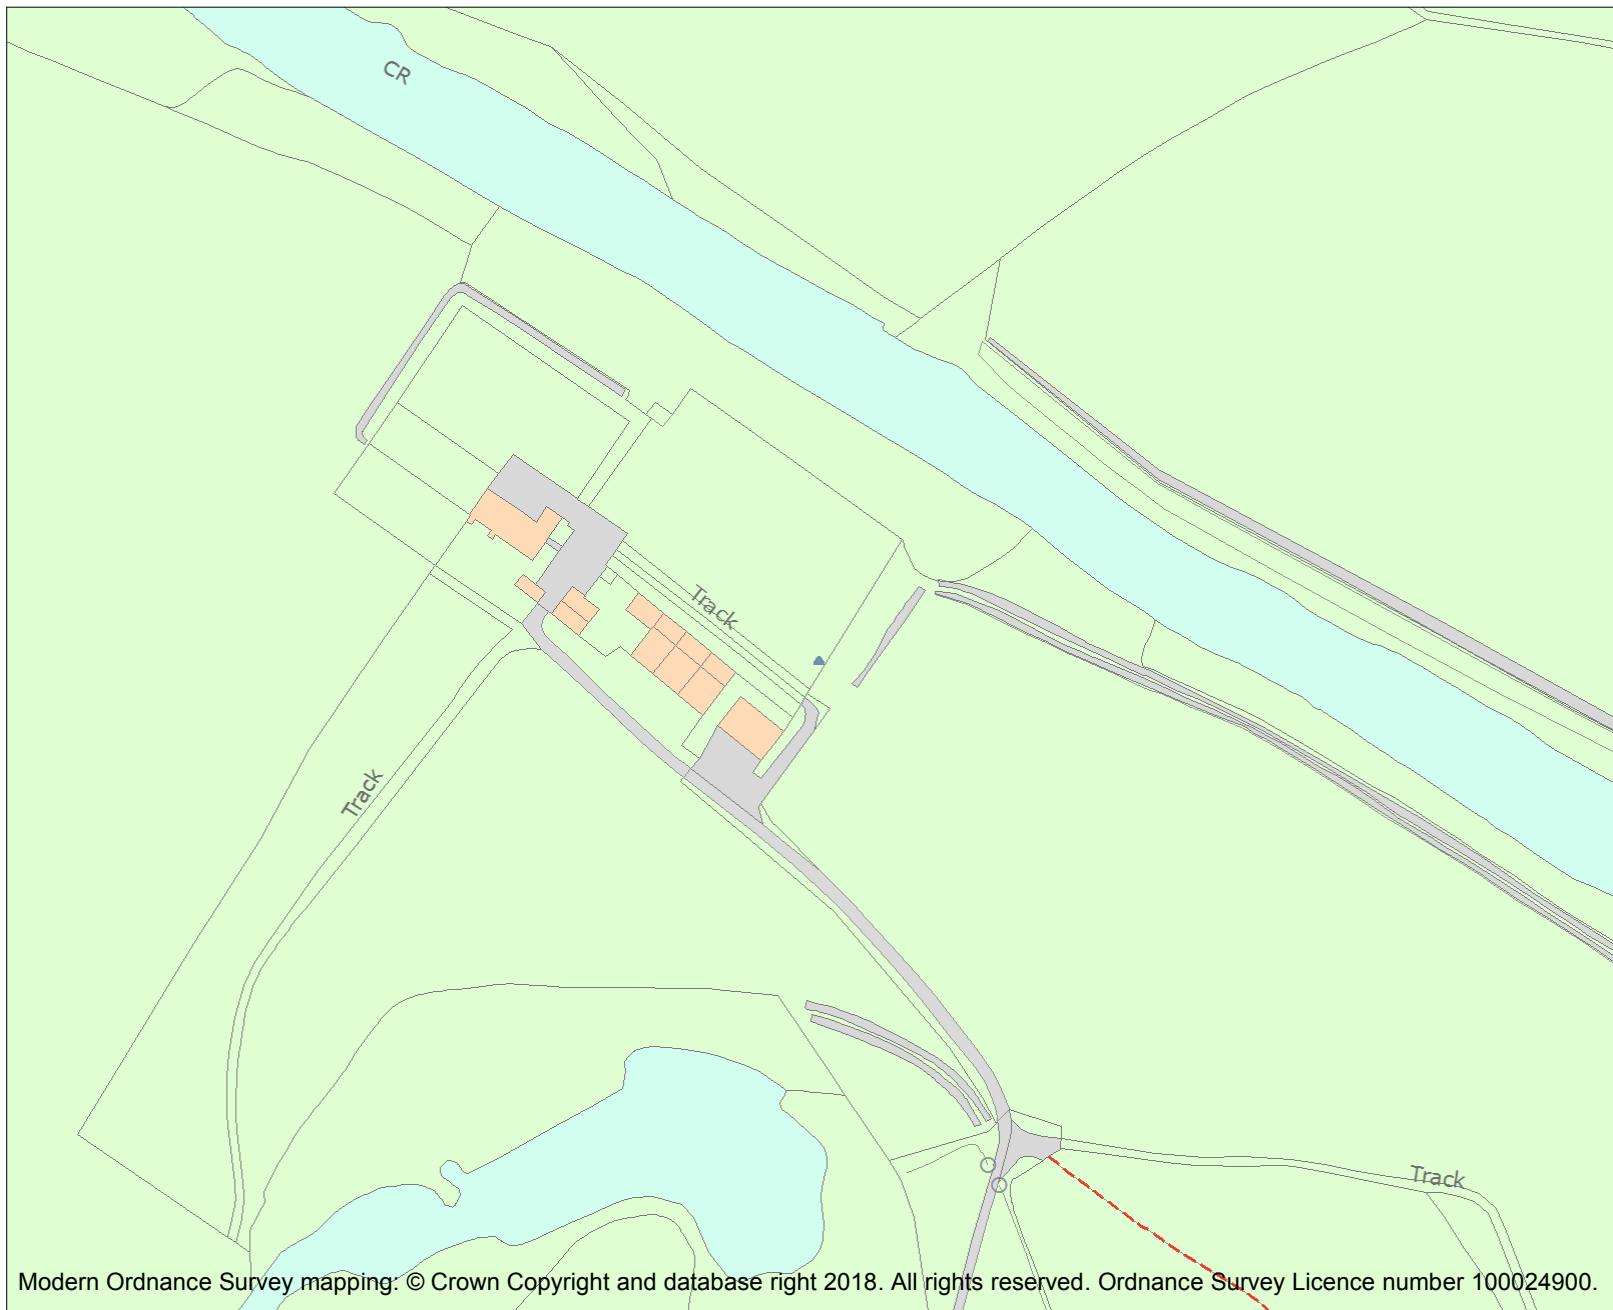 CR
Track
Track
Track
Modern Ordnance Survey mapping: © Crown Copyright and database right 2018. All rights reserved. Ordnance Survey Licence number 100024900.